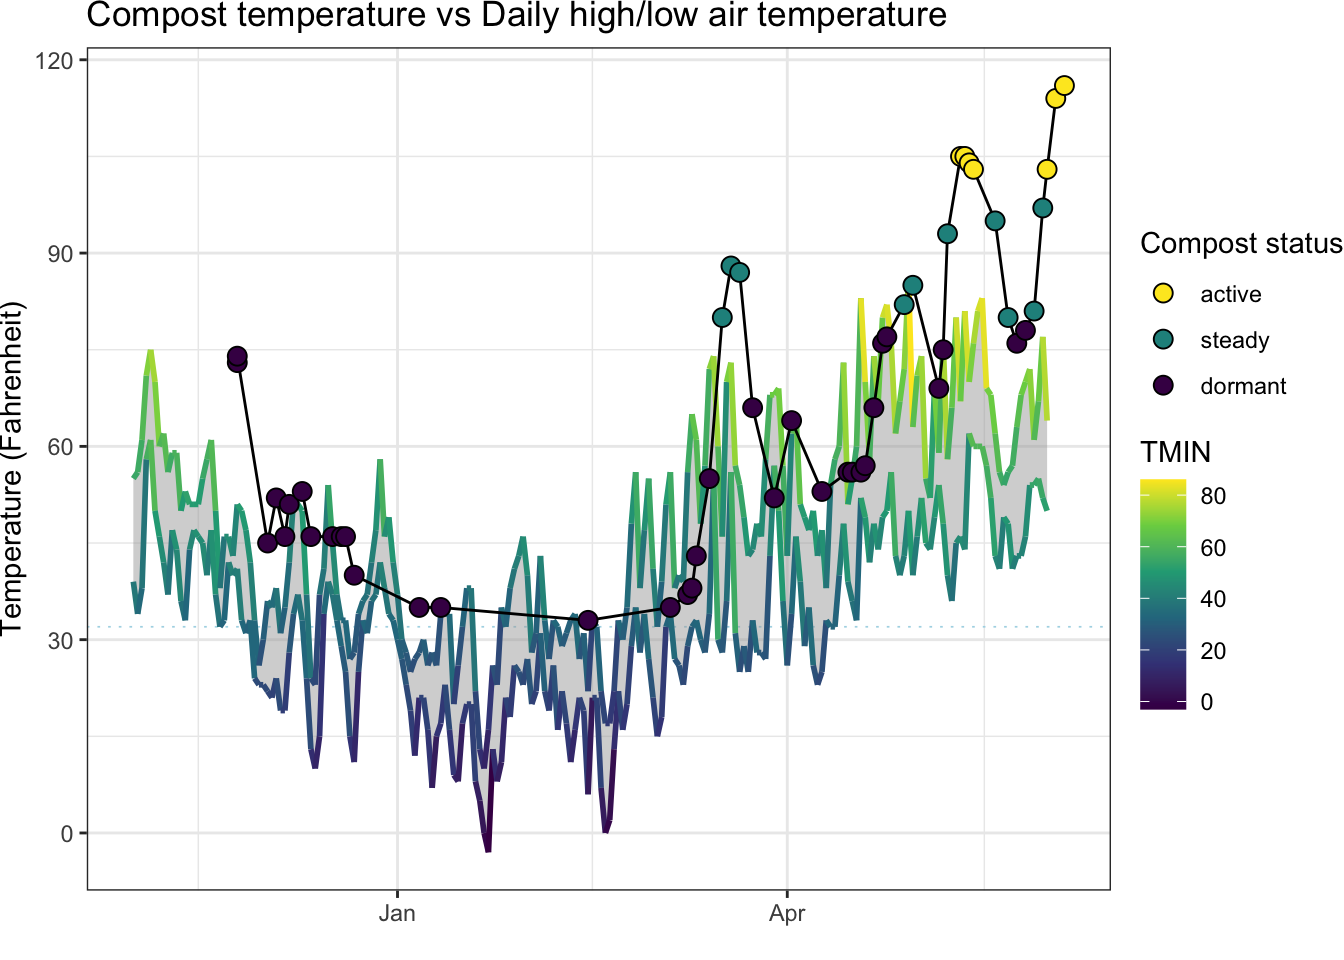 Compost temperature vs Daily high/low air temperature
Temperature (Fahrenheit)
120
90
60
30
0
Jan
Apr
Compost status
active
steady
dormant
TMIN
80
60
40
20
0